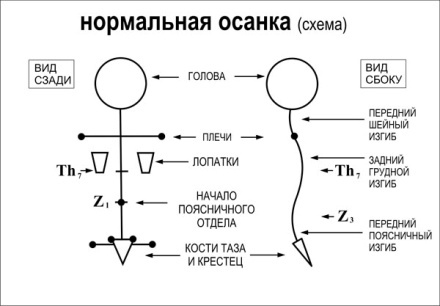 нормальная осанка (схема)
ВИД
СЗАДИ
ГОЛОВА
ВИД
СБОКУ
ПЕРЕДНИЙ
ШЕЙНЫЙ
ИЗГИБ
ПЛЕЧИ
ЛОПАТКИ
Th7
ЗАДНИЙ
ГРУДНОЙ
ИЗГИБ
Th7
Z1
НАЧАЛО
ПОЯСНИЧНОГО
ОТДЕЛА
Z3
ПЕРЕДНИЙ
ПОЯСНИЧНЫЙ
ИЗГИБ
КОСТИ ТАЗА
И КРЕСТЕЦ